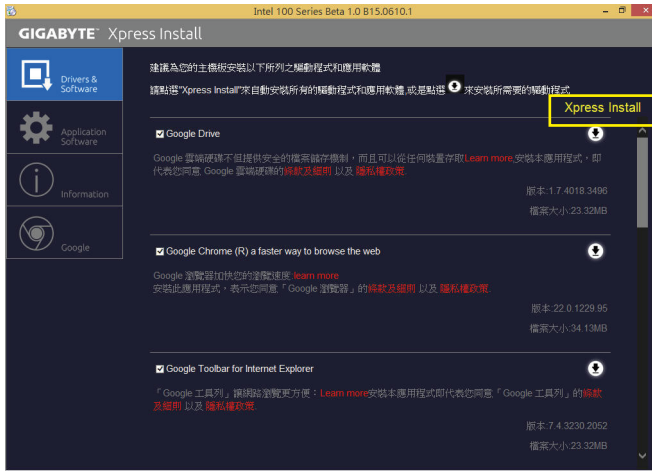 Intel 100 Series Beta 1.0 B15.0610.1
GIGABYTE™ Xpress Install
Drivers &
Software
Application
Software
Information
Google
建議為您的主機板安裝以下所列之驅動程式和應用軟體
請點選"Xpress Install"來自動安裝所有的驅動程式和應用軟體,或是點選 來安裝所需要的驅動程式.
Xpress Install
Google Drive
Google 雲端硬碟不但提供安全的檔案儲存機制,而且可以從任何裝置存取Learn more,安裝本應用程式,即
代表您同意 Google 雲端硬碟的條款及細則 以及 隱私權政策.
版本:1.7.4018.3496
檔案大小:23.32MB
Google Chrome (R) a faster way to browse the web
Google 瀏覽器加快您的瀏覽速度:learn more
安裝此應用程式,表示您同意「Google 瀏覽器」的條款及細則 以及 隱私權政策.
版本:22.0.1229.95
檔案大小:34.13MB
Google Toolbar for Internet Explorer
「Google 工具列」讓網路瀏覽更方便:Learn more安裝本應用程式即代表您同意「Google 工具列」的條款
及細則 以及 隱私權政策.
版本:7.4.3230.2052
檔案大小:23.32MB